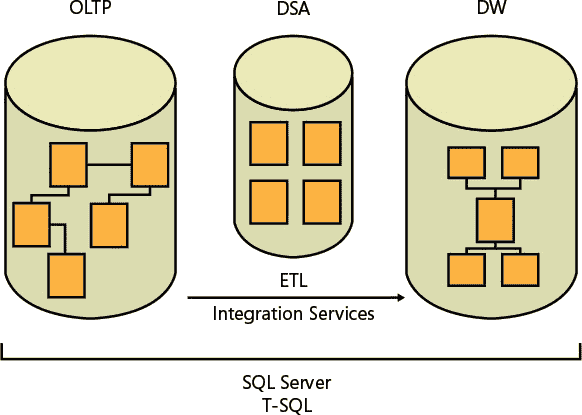 OLTP
DSA
DW
ETL
Integration Services
SQL Server
T-SQL